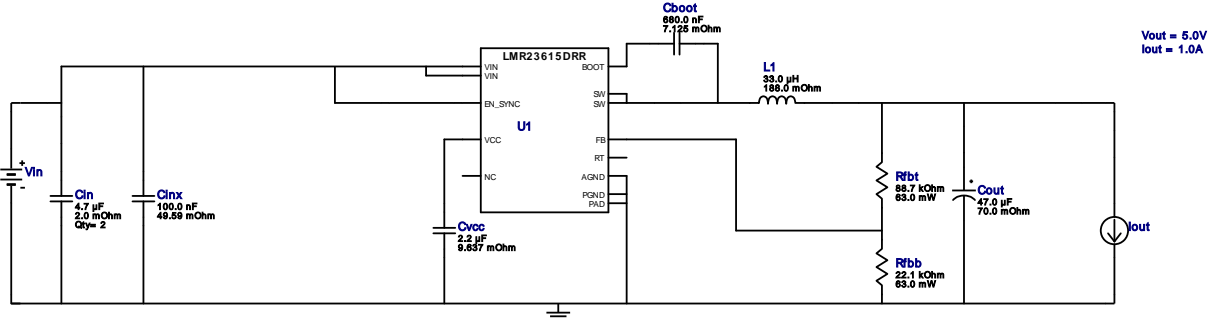 Cboot
680.0 nF
7.125 mOhm
Vout = 5.0V
Iout = 1.0A
LMR23615DRR
VIN
VIN
EN_SYNC
VCC
NC
BOOT
SW
SW
FB
RT
AGND
PGND
PAD
U1
L1
33.0 µH
188.0 mOhm
Vin
Cin
4.7 µF
2.0 mOhm
Qty= 2
Cinx
100.0 nF
49.59 mOhm
Cvcc
2.2 µF
9.637 mOhm
Rfbt
88.7 kOhm
63.0 mW
Cout
47.0 µF
70.0 mOhm
Iout
Rfbb
22.1 kOhm
63.0 mW